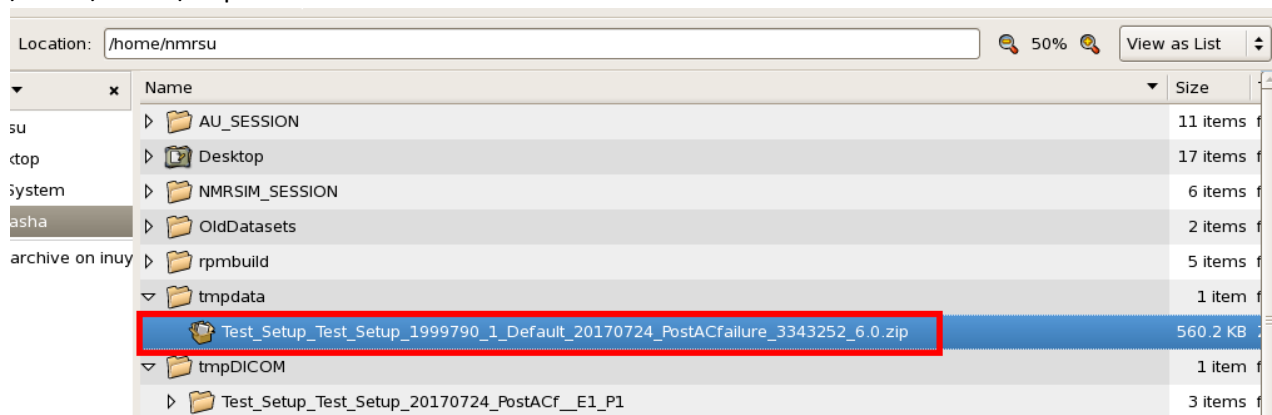 Location: /home/nmrsu 50% View as List
x Name Size
su AU_SESSION 11 items
ktop Desktop 17 items
System NMRSIM_SESSION 6 items
asha OldDatasets 2 items
archive on inuy rpmbuild 5 items
tmpdata 1 item
Test_Setup_Test_Setup_1999790_1_Default_20170724_PostACfailure_3343252_6.0.zip 560.2 KB
tmpDICOM 1 item
Test_Setup_Test_Setup_20170724_PostACf__E1_P1 3 items